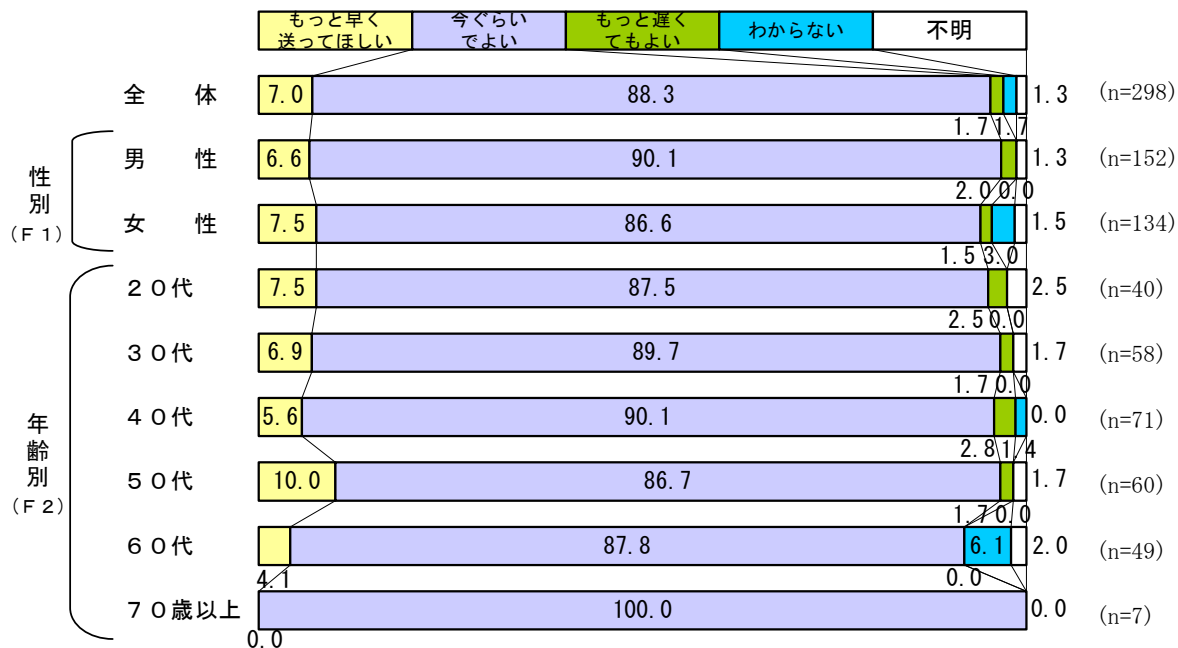 もっと早く
送ってほしい
今ぐらい
でよい
もっと遅く
てもよい
わからない
不明
全　体
7.0
88.3
1.3
(n=298)
1.7
1.7
男　性
6.6
90.1
1.3
(n=152)
2.0
0.0
女　性
7.5
86.6
1.5
(n=134)
1.5
3.0
性別
（Ｆ１）
２０代
7.5
87.5
2.5
(n=40)
2.5
0.0
３０代
6.9
89.7
1.7
(n=58)
1.7
0.0
４０代
5.6
90.1
0.0
(n=71)
2.8
1.4
５０代
10.0
86.7
1.7
(n=60)
1.7
0.0
年齢別
（Ｆ２）
６０代
87.8
6.1
2.0
(n=49)
4.1
0.0
７０歳以上
100.0
0.0
(n=7)
0.0